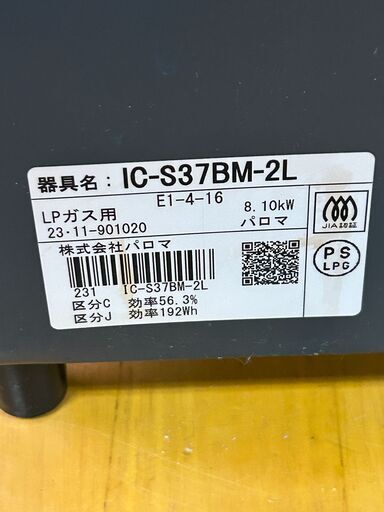 器具名: IC-S37BM-2L
E1-4-16
LPガス用 8.10kW
23・11-901020 パロマ
JIA認証
株式会社パロマ
PS
LPG
231 IC-S37BM-2L
区分C 効率56.3%
区分J 効率192Wh